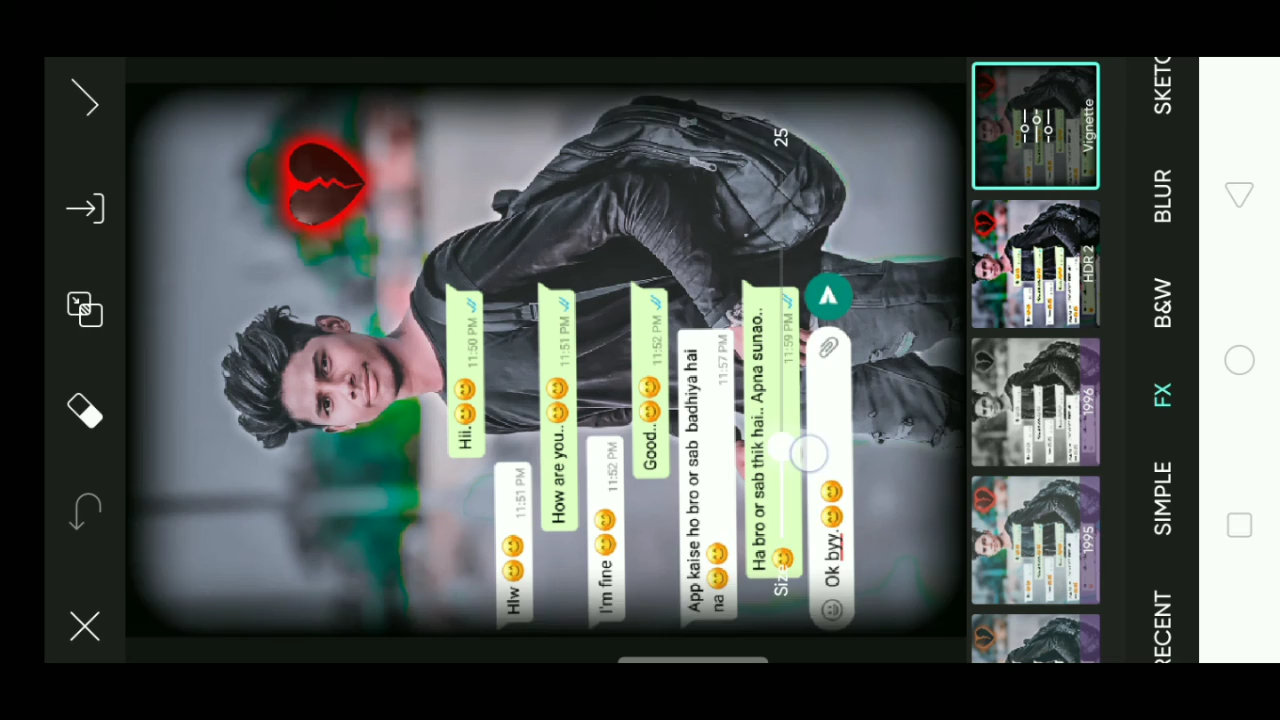 Hii..😀😀 11:50 PM
Hlw 😀😀 11:51 PM
How are you..😀😀 11:51 PM
I'm fine 😀😀 11:52 PM
Good..😀😀 11:52 PM
App kaise ho bro or sab badhiya hai
na 😀😀 11:57 PM
Ha bro or sab thik hai.. Apna sunao..
😀 11:59 PM
Ok byy. 😀😀
Size 25
Vignette
HDR 2
1996
1995
RECENT SIMPLE FX B&W BLUR SKETC